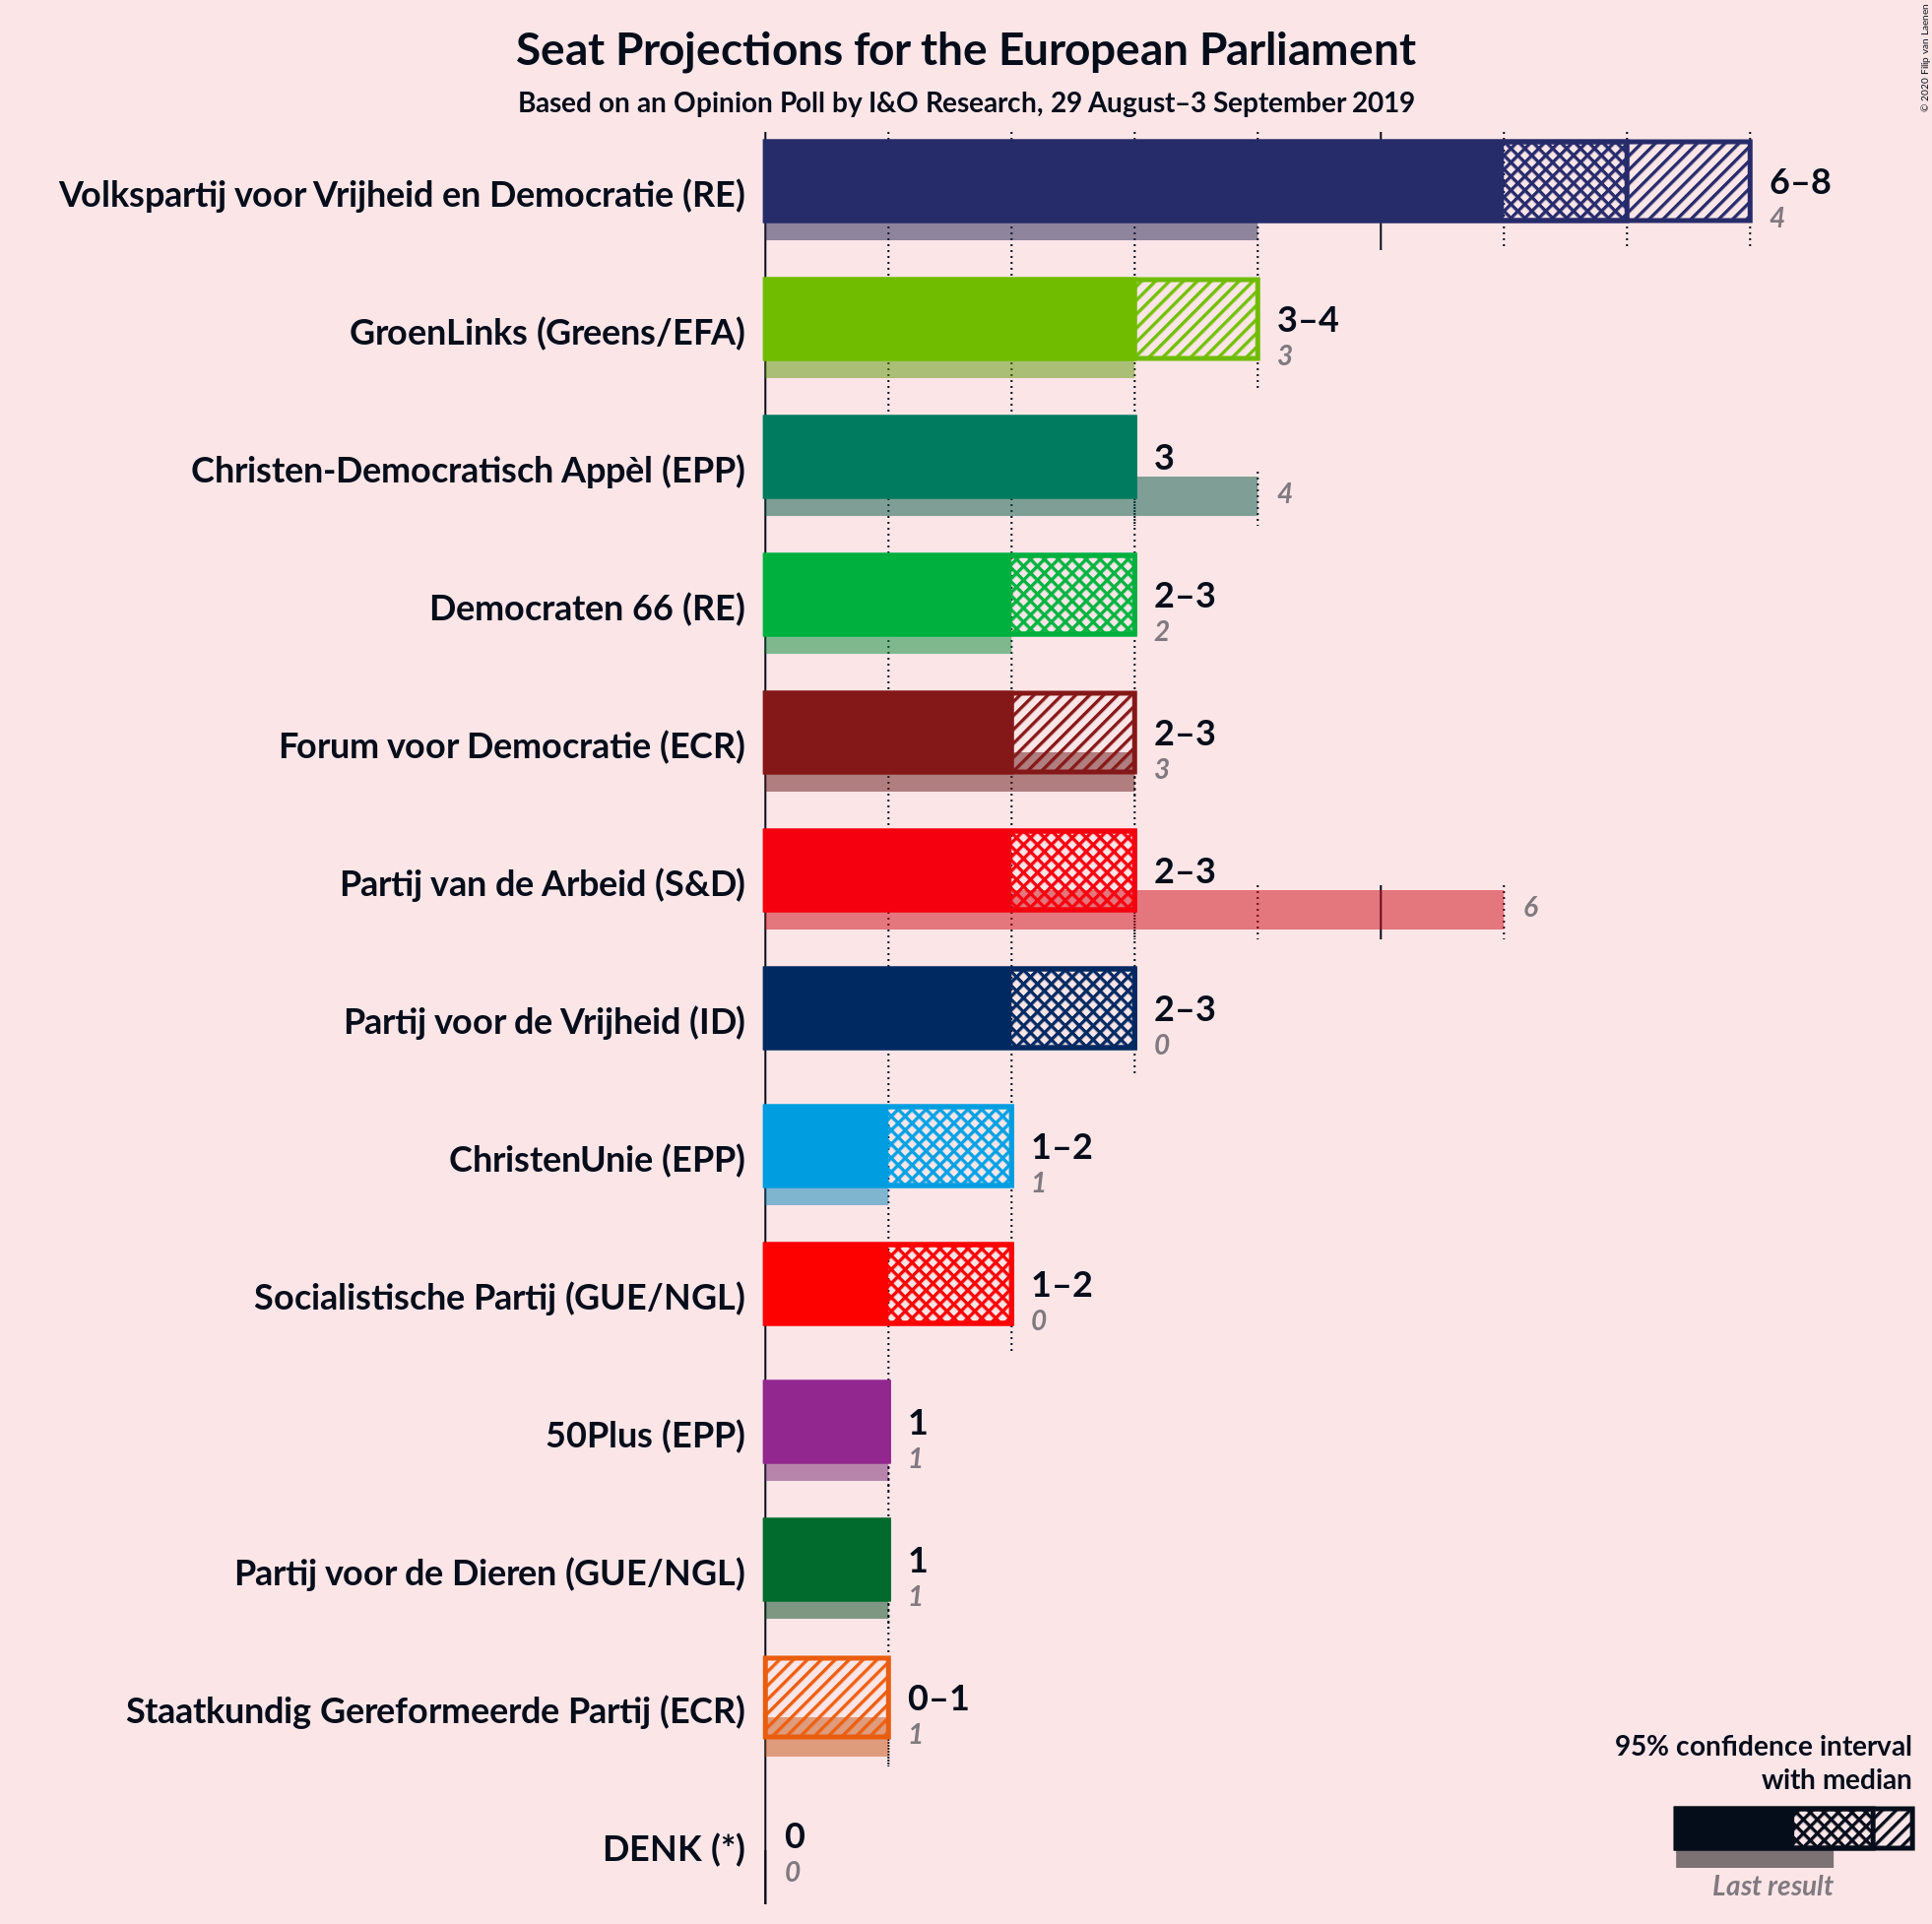 Seat Projections for the European Parliament
Based on an Opinion Poll by I&O Research, 29 August–3 September 2019
© 2020 Filip van Laenen
Volkspartij voor Vrijheid en Democratie (RE)
6–8
4
GroenLinks (Greens/EFA)
3–4
3
Christen-Democratisch Appèl (EPP)
3
4
Democraten 66 (RE)
2–3
2
Forum voor Democratie (ECR)
2–3
3
Partij van de Arbeid (S&D)
2–3
6
Partij voor de Vrijheid (ID)
2–3
0
ChristenUnie (EPP)
1–2
1
Socialistische Partij (GUE/NGL)
1–2
0
50Plus (EPP)
1
1
Partij voor de Dieren (GUE/NGL)
1
1
Staatkundig Gereformeerde Partij (ECR)
0–1
1
DENK (*)
0
0
95% confidence interval
with median
Last result